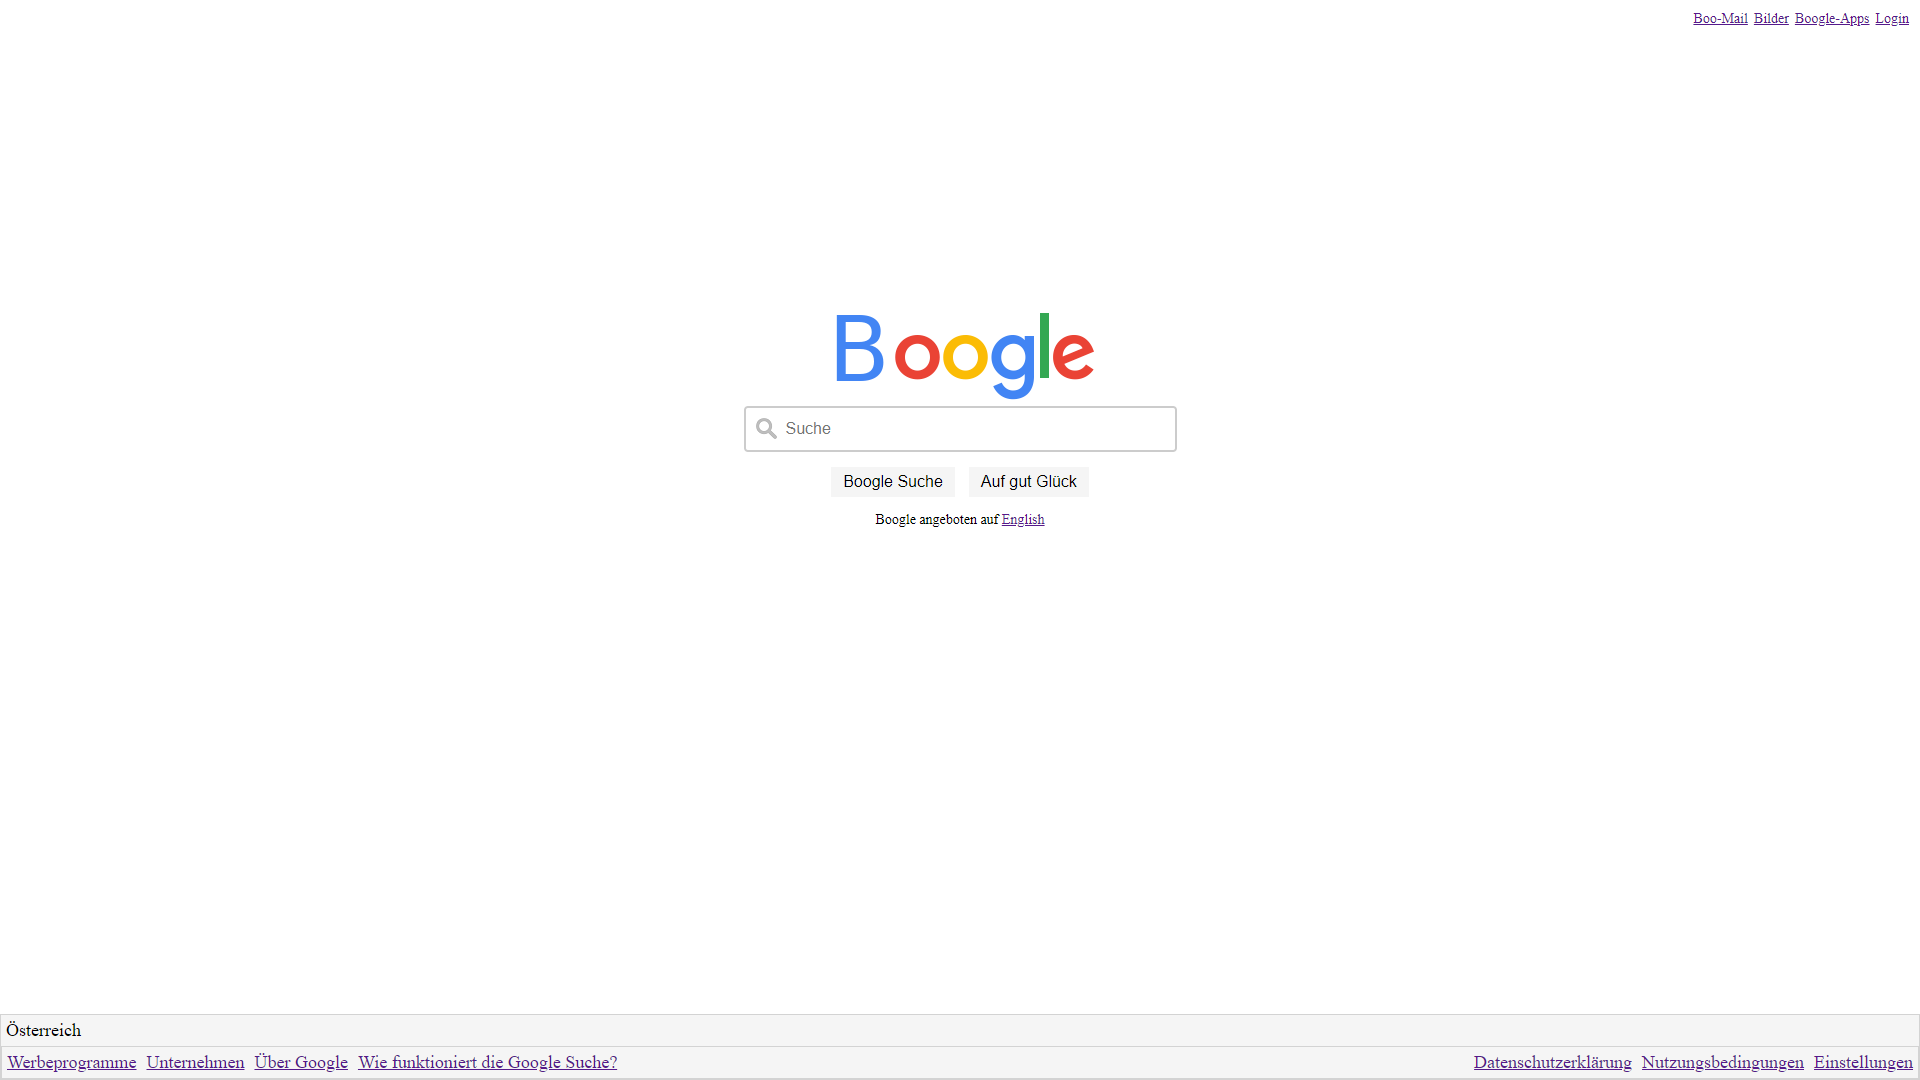 Boo-Mail Bilder Boogle-Apps Login
Boogle
Suche
Boogle Suche Auf gut Glück
Boogle angeboten auf English
Österreich
Werbeprogramme Unternehmen Über Google Wie funktioniert die Google Suche? Datenschutzerklärung Nutzungsbedingungen Einstellungen